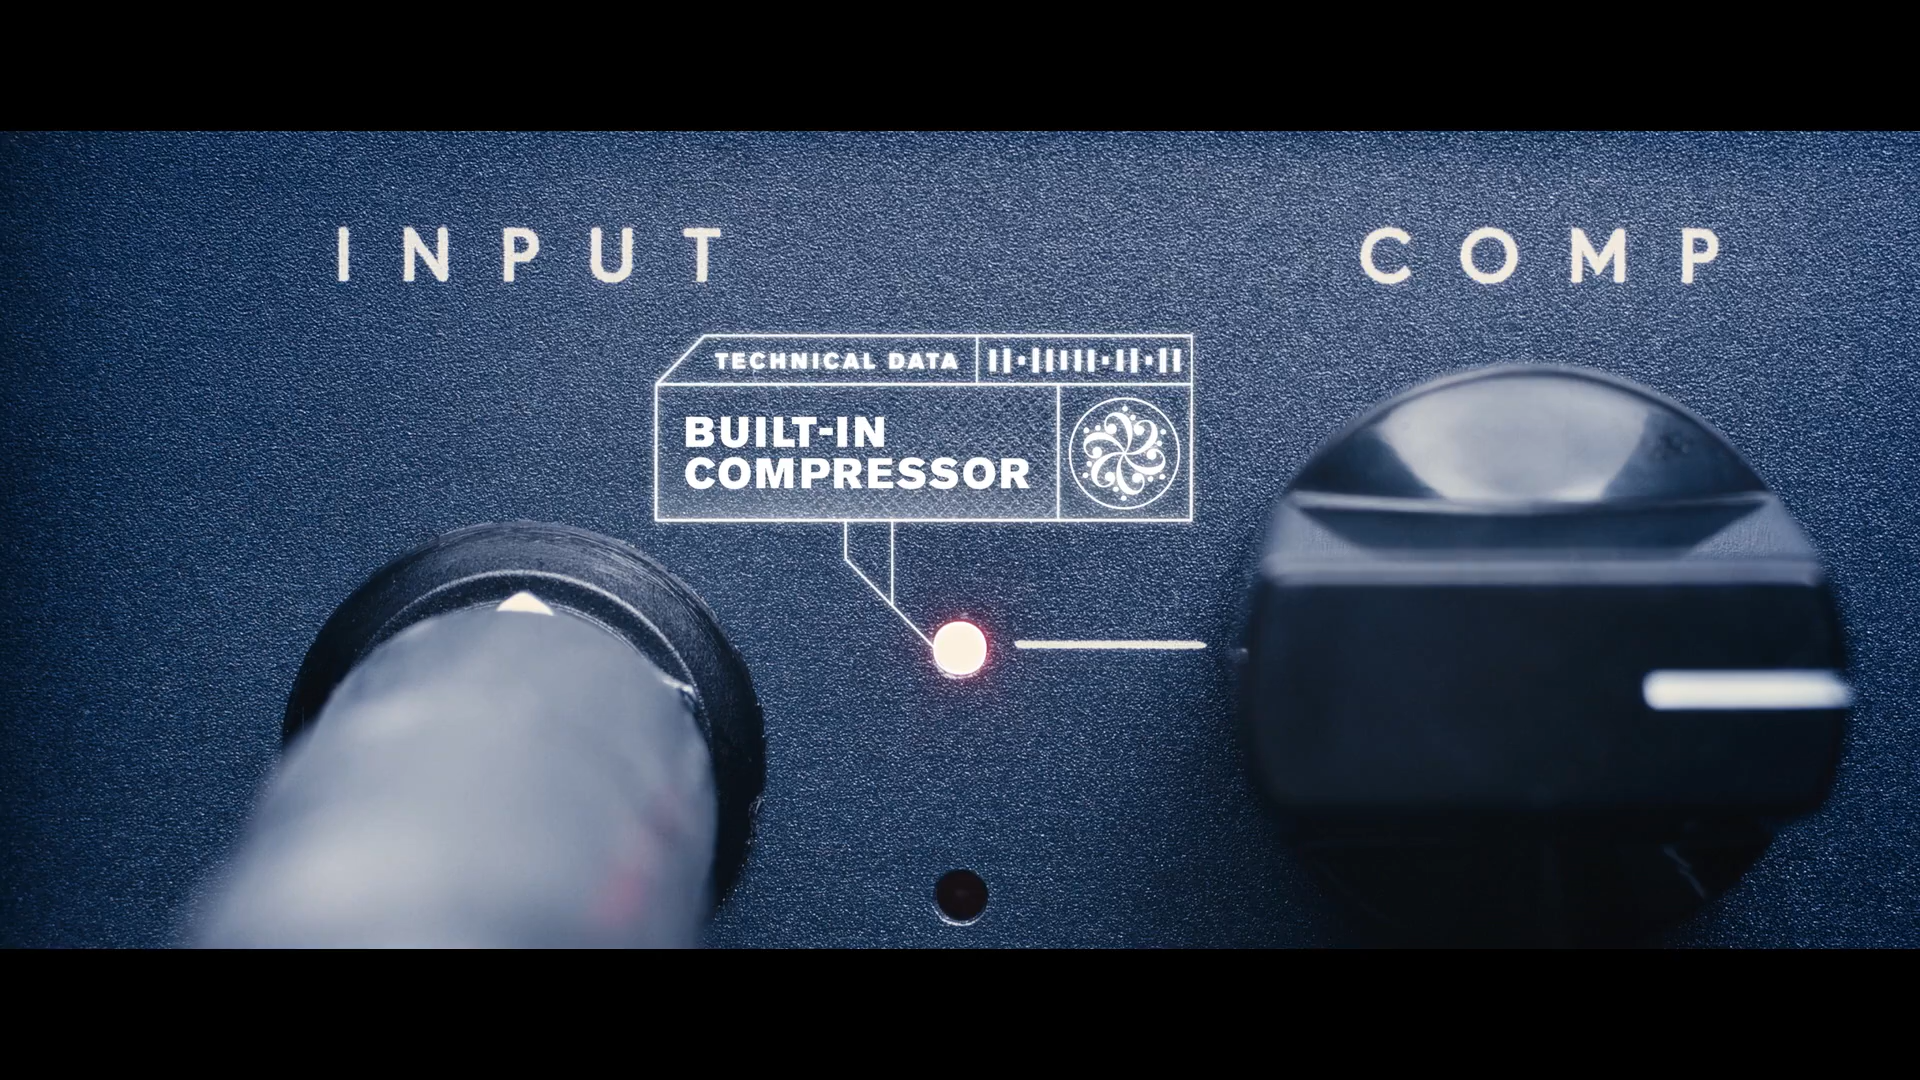 INPUT
COMP
TECHNICAL DATA
BUILT-IN
COMPRESSOR